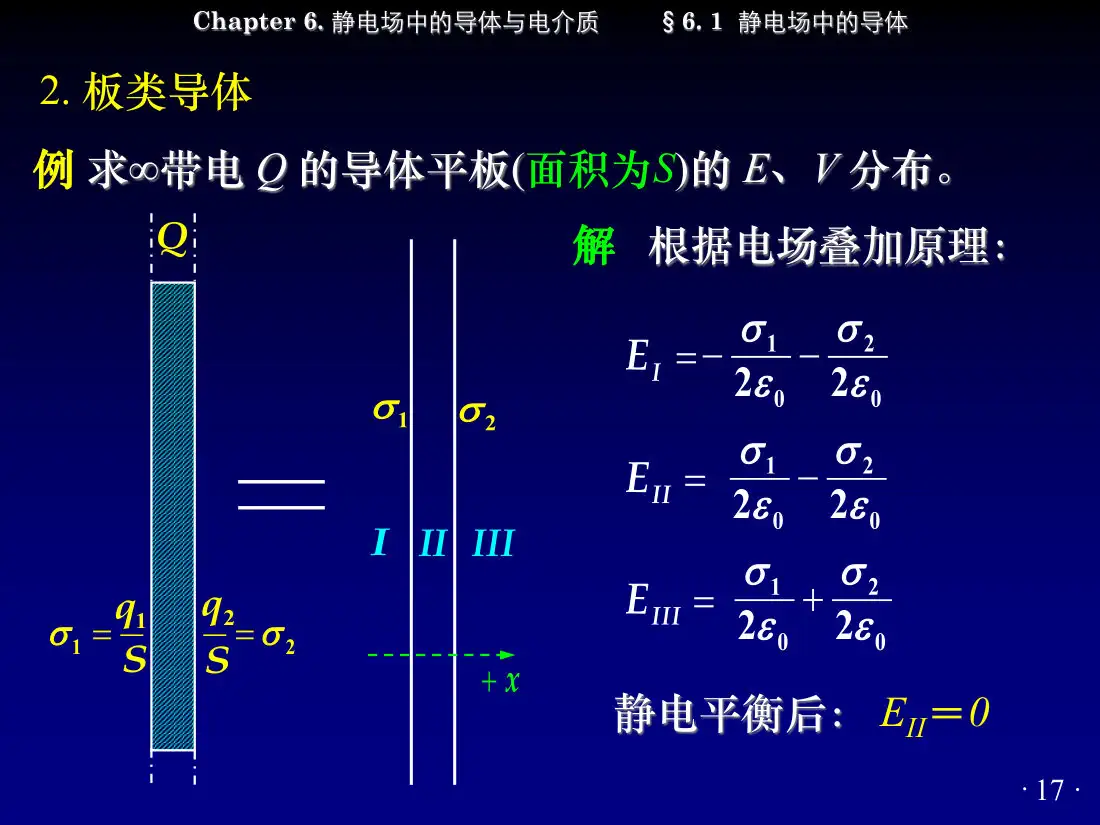 Chapter 6. 静电场中的导体与电介质 §6. 1 静电场中的导体
2. 板类导体
例 求∞带电 Q 的导体平板(面积为S)的 E、V 分布。
Q
σ1 = q1/S
q2/S = σ2
σ1
σ2
I II III
+ x
解 根据电场叠加原理：
E_I = − σ1/2ε0 − σ2/2ε0
E_II = σ1/2ε0 − σ2/2ε0
E_III = σ1/2ε0 + σ2/2ε0
静电平衡后： E_II＝0
· 17 ·